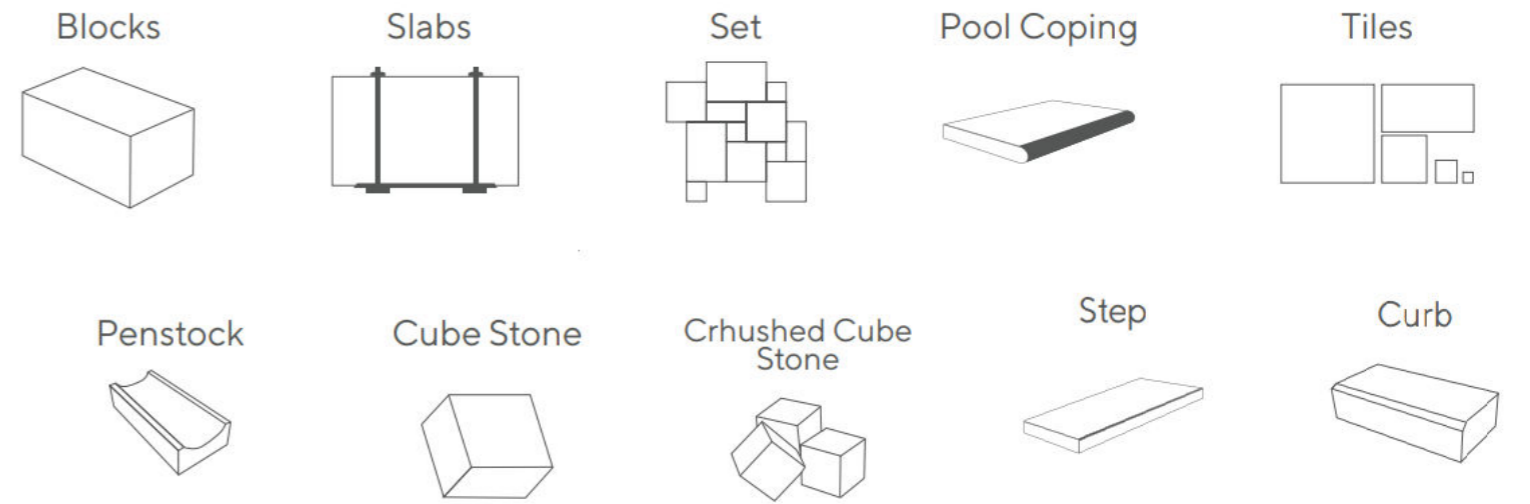 Blocks
Slabs
Set
Pool Coping
Tiles
Penstock
Cube Stone
Crhushed Cube
Stone
Step
Curb